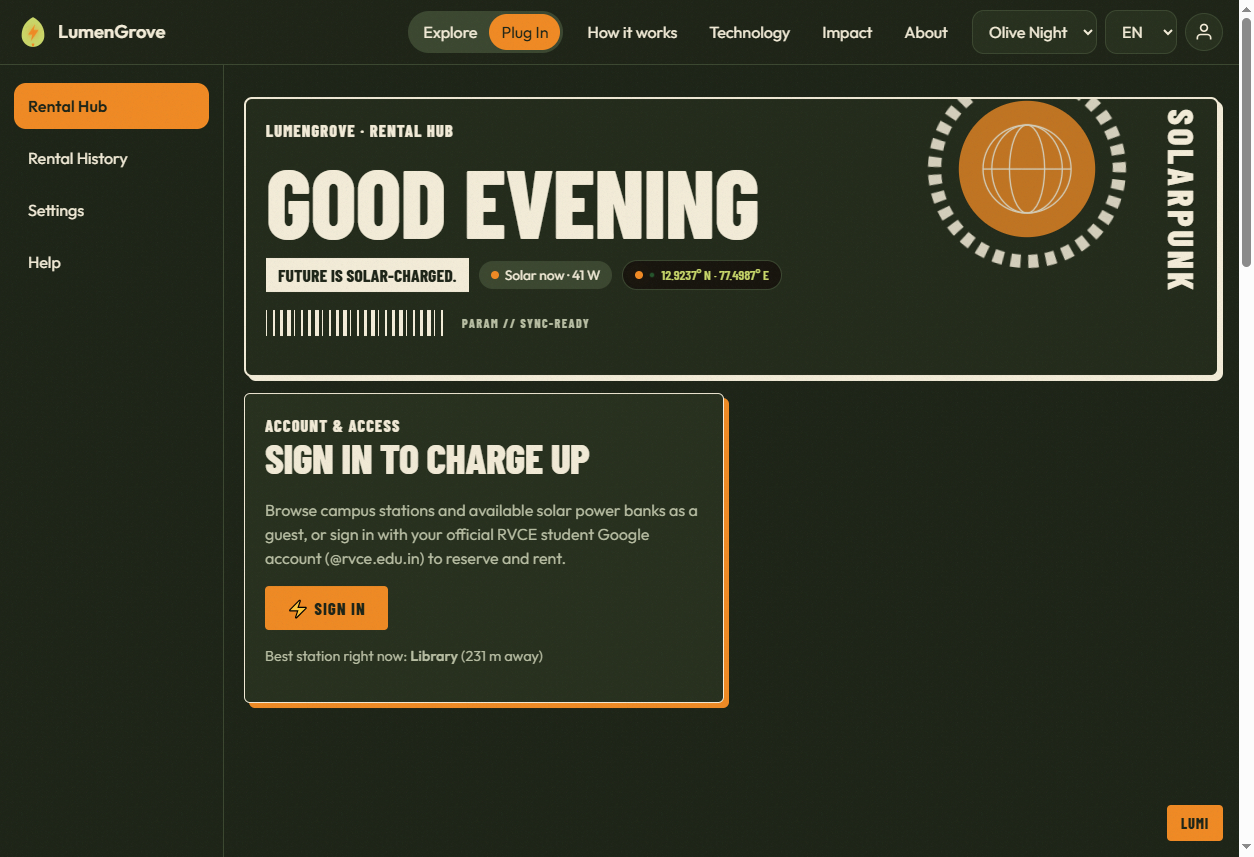 LumenGrove
Explore
Plug In
How it works
Technology
Impact
About
Olive Night
EN
Rental Hub
Rental History
Settings
Help
LUMENGROVE · RENTAL HUB
GOOD EVENING
FUTURE IS SOLAR-CHARGED.
Solar now · 41 W
12.9237° N · 77.4987° E
PARAM // SYNC-READY
SOLARPUNK
ACCOUNT & ACCESS
SIGN IN TO CHARGE UP
Browse campus stations and available solar power banks as a
guest, or sign in with your official RVCE student Google
account (@rvce.edu.in) to reserve and rent.
SIGN IN
Best station right now: Library (231 m away)
LUMI